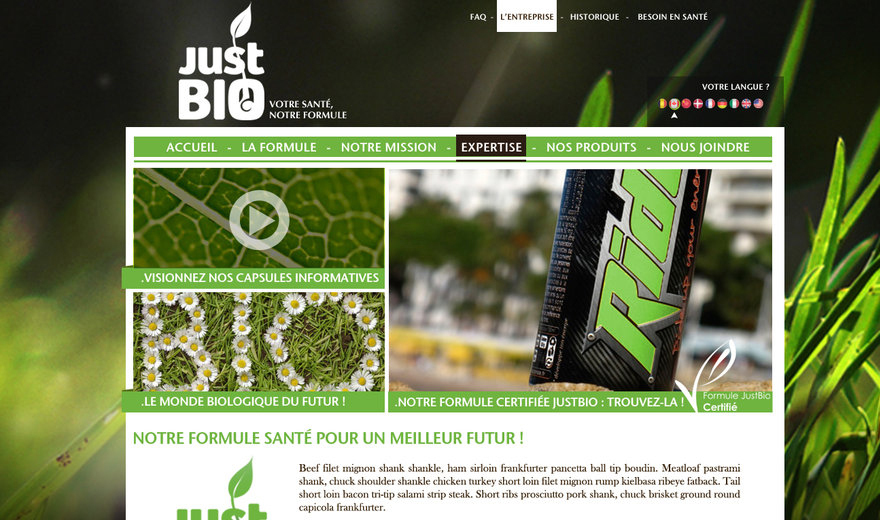 FAQ - L'ENTREPRISE - HISTORIQUE - BESOIN EN SANTÉ
just
BIO
VOTRE SANTÉ,
NOTRE FORMULE
VOTRE LANGUE ?
ACCUEIL - LA FORMULE - NOTRE MISSION - EXPERTISE - NOS PRODUITS - NOUS JOINDRE
.VISIONNEZ NOS CAPSULES INFORMATIVES
BIO
.LE MONDE BIOLOGIQUE DU FUTUR !
Rid
your ener
Formule JustBio
Certifié
.NOTRE FORMULE CERTIFIÉE JUSTBIO : TROUVEZ-LA !
NOTRE FORMULE SANTÉ POUR UN MEILLEUR FUTUR !
just
Beef filet mignon shank shankle, ham sirloin frankfurter pancetta ball tip boudin. Meatloaf pastrami
shank, chuck shoulder shankle chicken turkey short loin filet mignon rump kielbasa ribeye fatback. Tail
short loin bacon tri-tip salami strip steak. Short ribs prosciutto pork shank, chuck brisket ground round
capicola frankfurter.